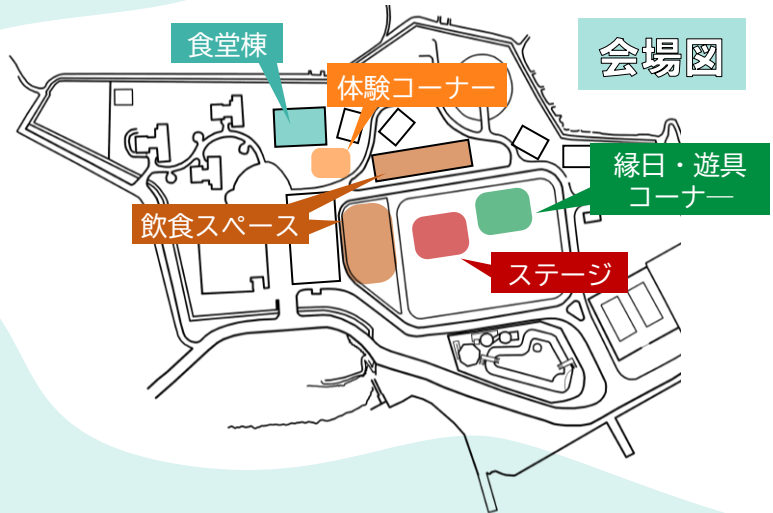 会場図
食堂棟
体験コーナー
縁日・遊具
コーナ―
飲食スペース
ステージ